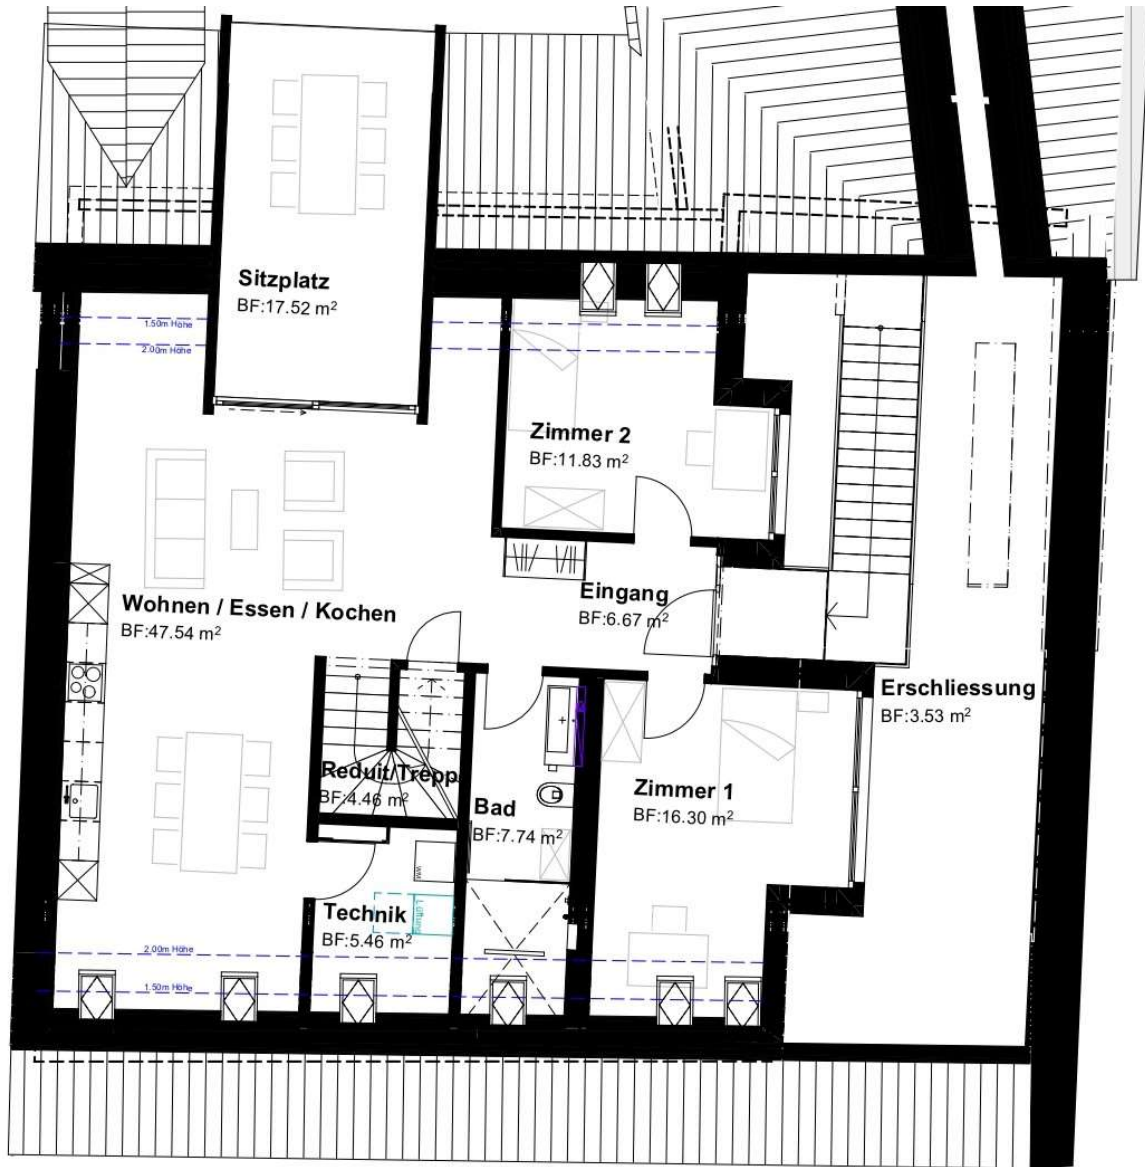 Sitzplatz
BF:17.52 m²
1.50m Höhe
2.00m Höhe
Zimmer 2
BF:11.83 m²
Eingang
BF:6.67 m²
Wohnen / Essen / Kochen
BF:47.54 m²
Erschliessung
BF:3.53 m²
Reduit/Trepp
BF:4.46 m²
Zimmer 1
BF:16.30 m²
Bad
BF:7.74 m²
WM
Lüftung
Technik
BF:5.46 m²
2.00m Höhe
1.50m Höhe